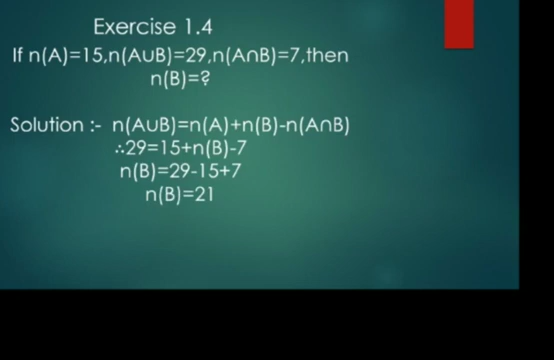 Exercise 1.4
If n(A)=15,n(A∪B)=29,n(A∩B)=7,then
n(B)=?
Solution :- n(A∪B)=n(A)+n(B)-n(A∩B)
∴29=15+n(B)-7
n(B)=29-15+7
n(B)=21